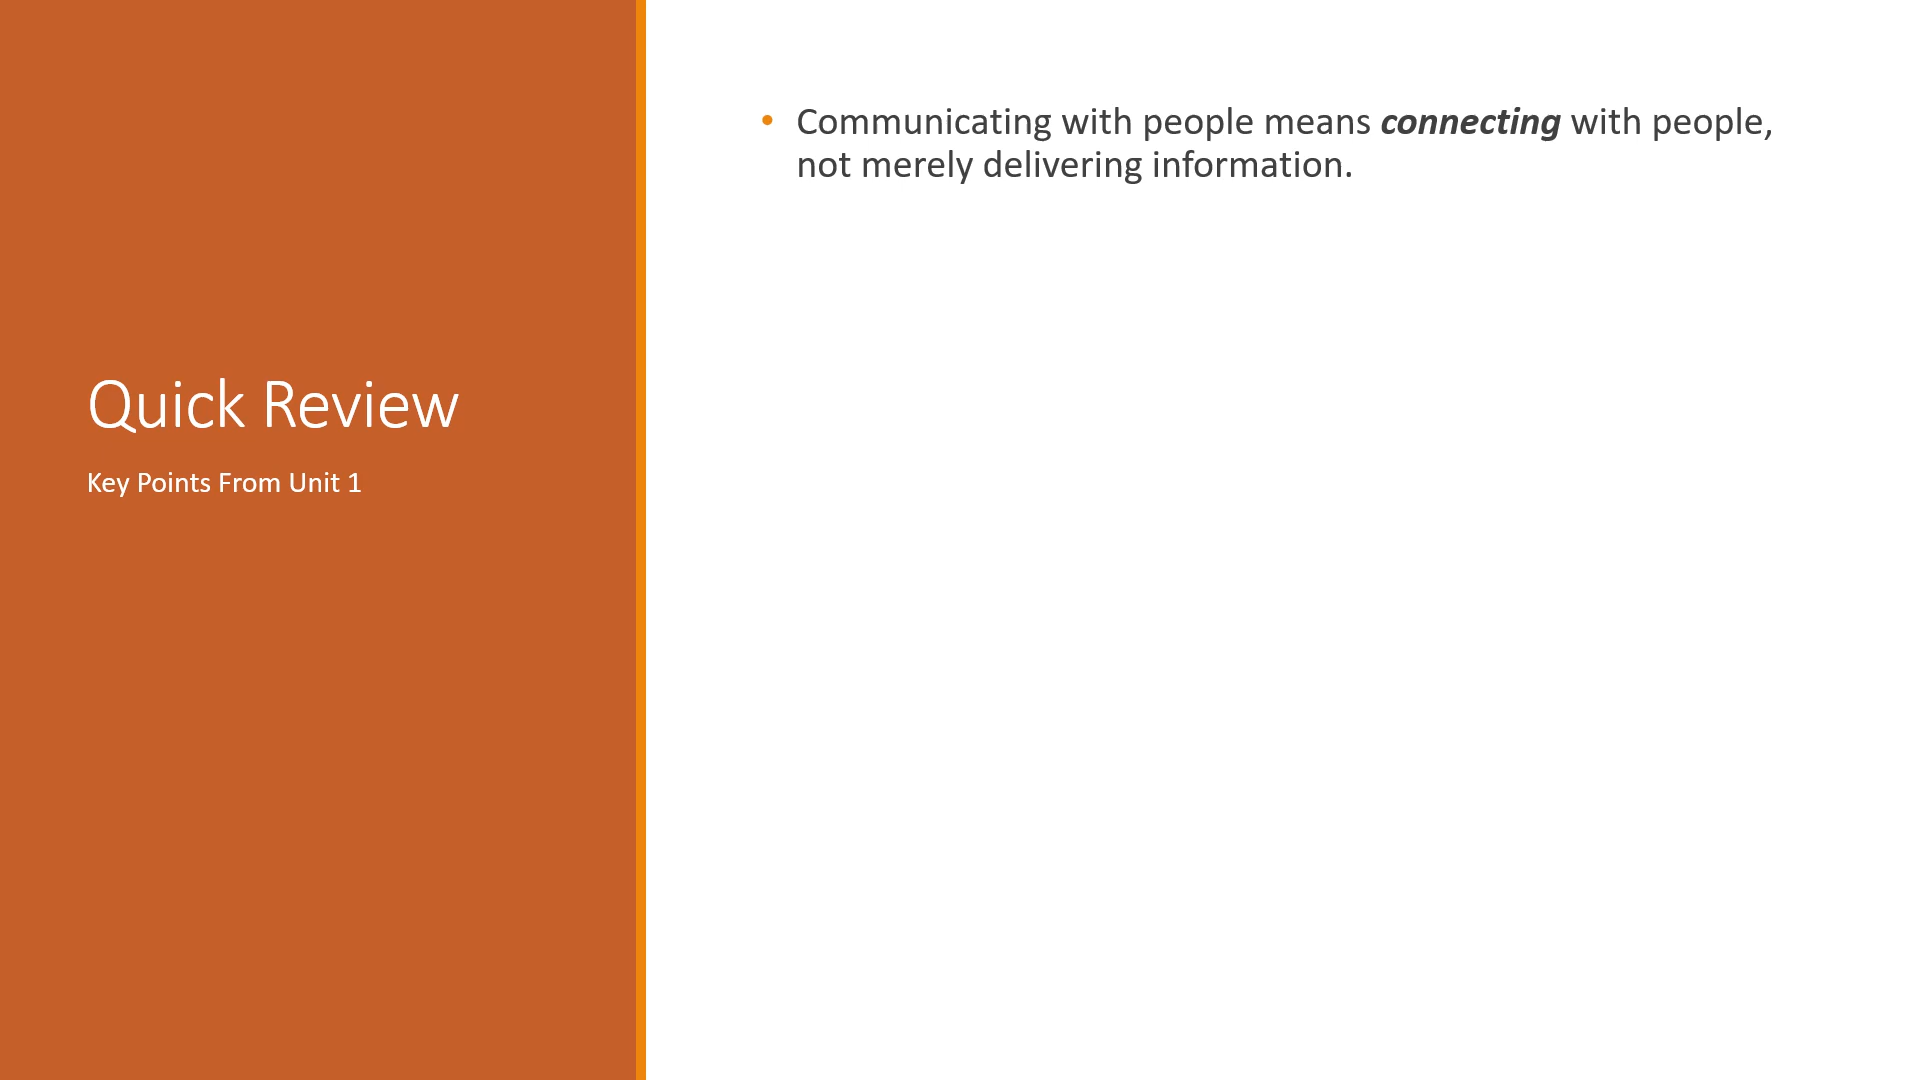 Quick Review
Key Points From Unit 1
• Communicating with people means connecting with people,
not merely delivering information.